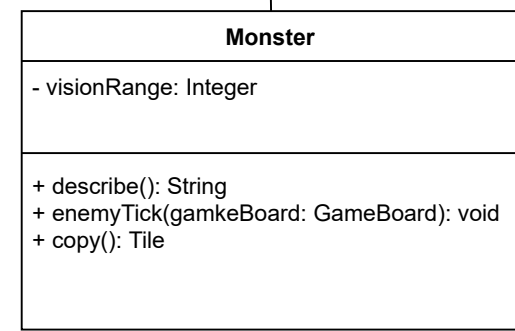 Monster
- visionRange: Integer
+ describe(): String
+ enemyTick(gamkeBoard: GameBoard): void
+ copy(): Tile